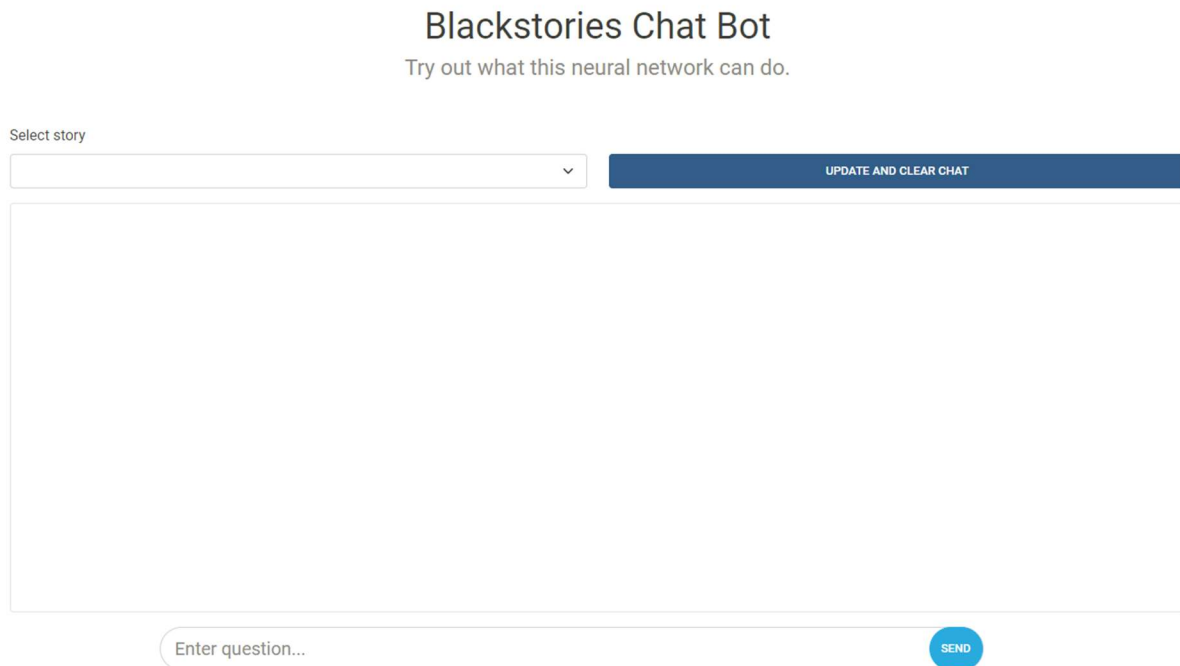 Blackstories Chat Bot
Try out what this neural network can do.
Select story
UPDATE AND CLEAR CHAT
Enter question...
SEND